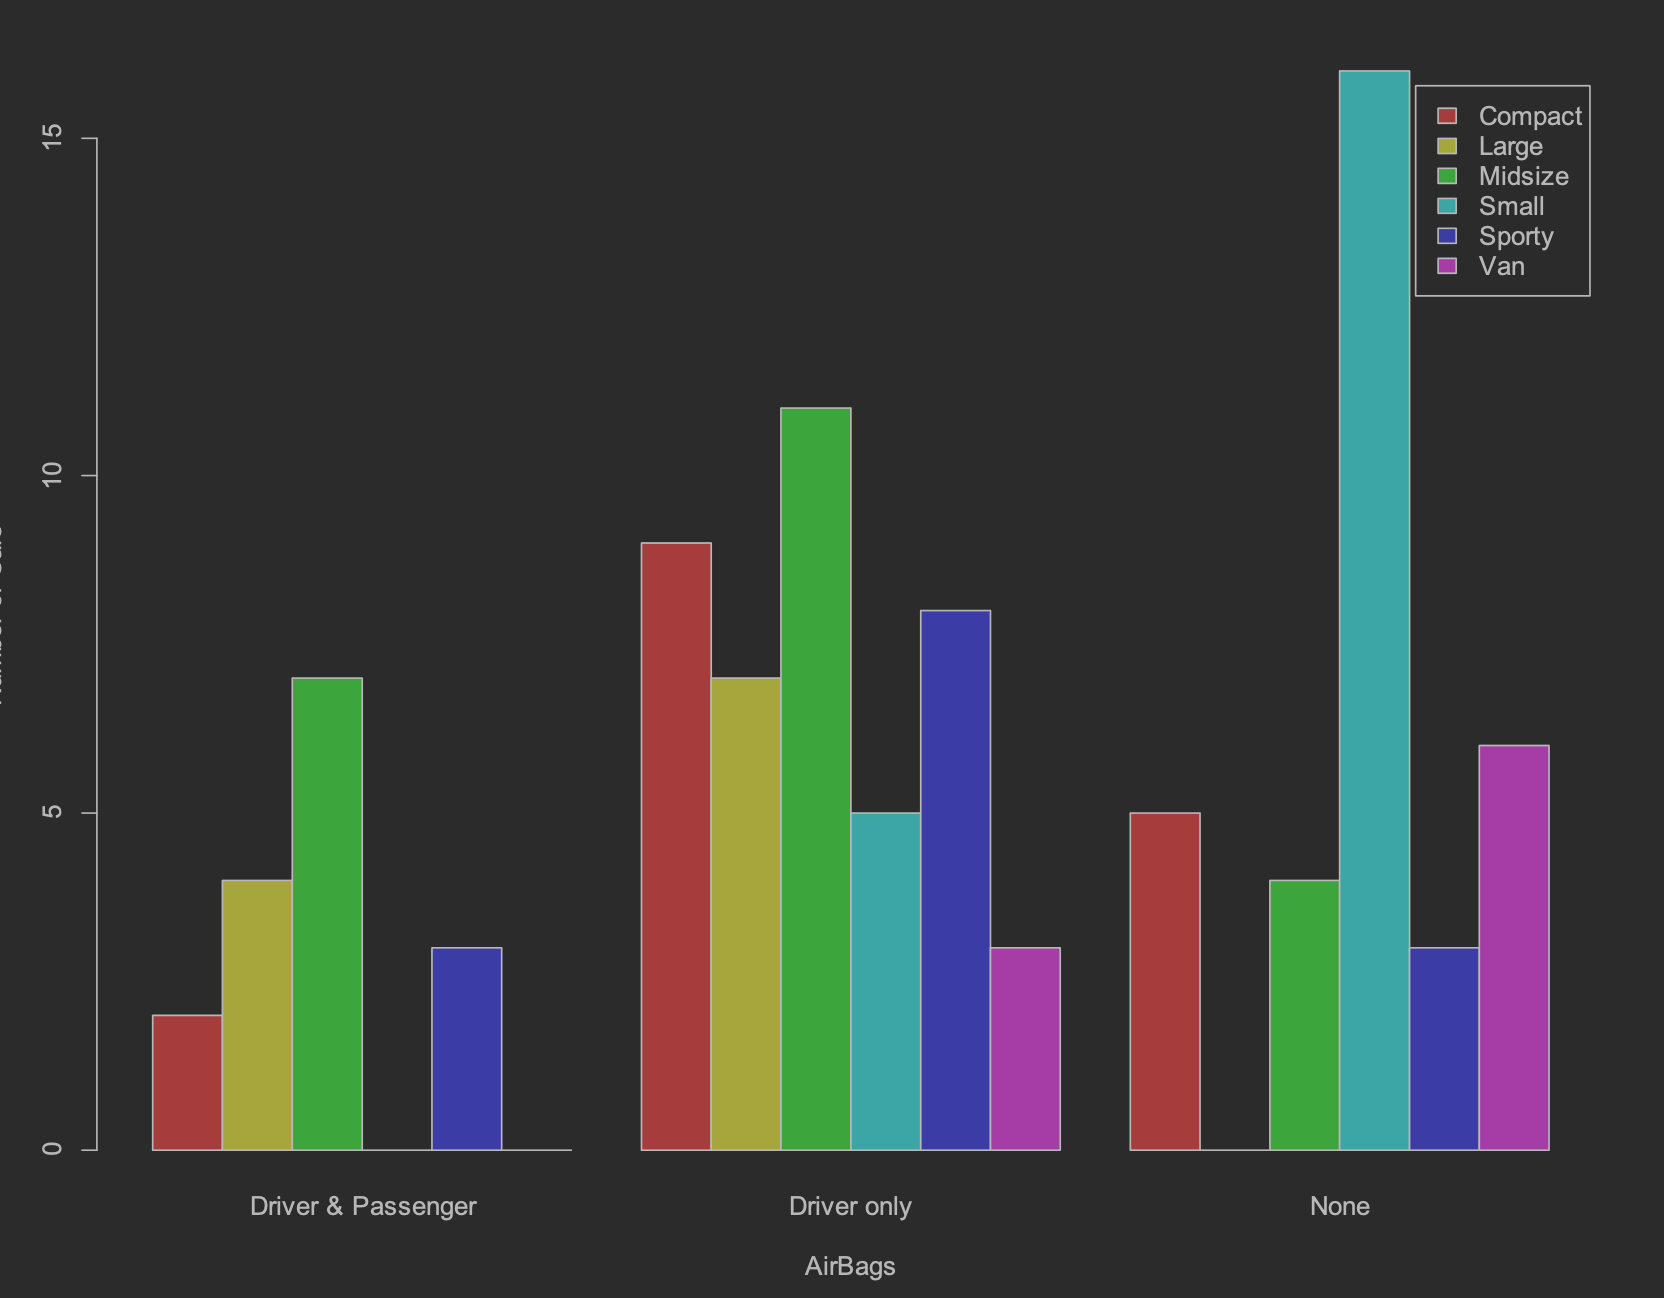 15
10
5
0
Compact
Large
Midsize
Small
Sporty
Van
Driver & Passenger
Driver only
None
AirBags